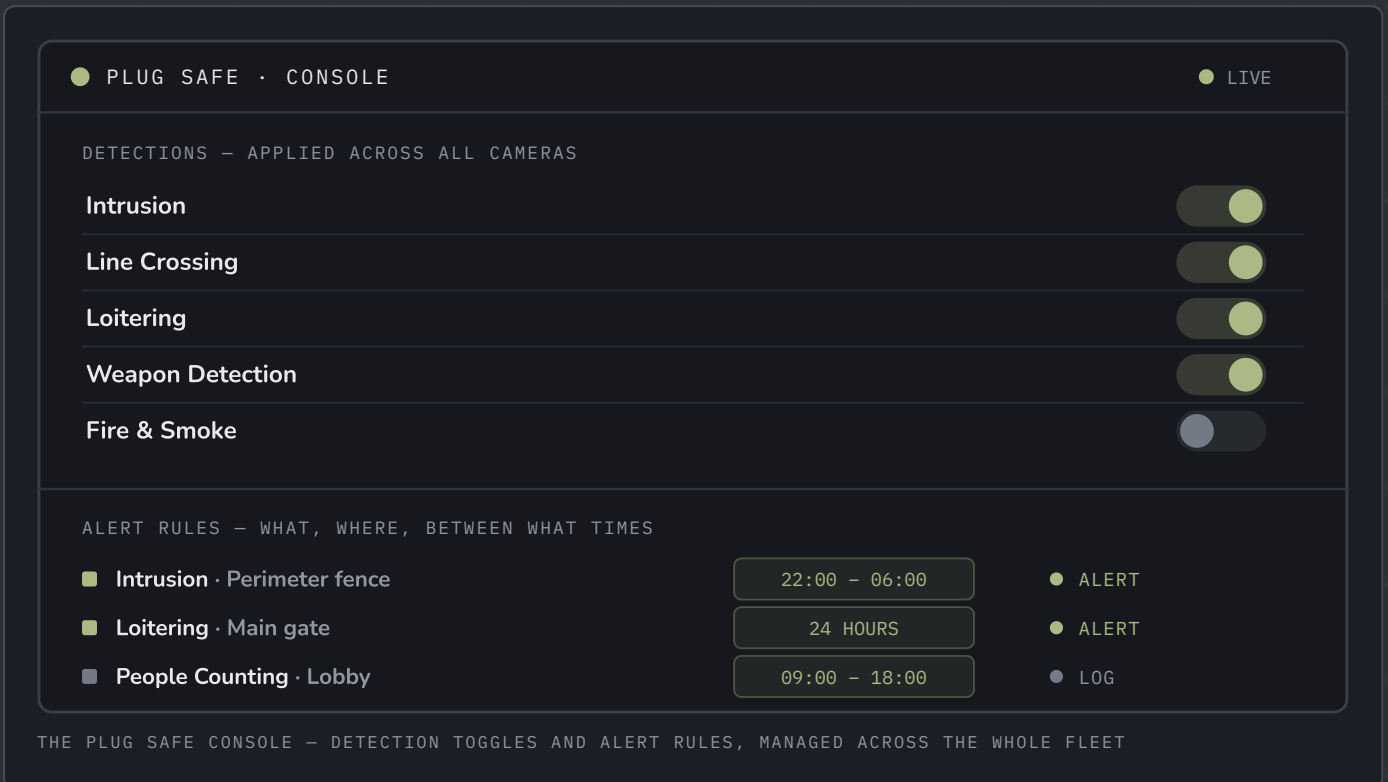 PLUG SAFE · CONSOLE
LIVE
DETECTIONS — APPLIED ACROSS ALL CAMERAS
Intrusion
Line Crossing
Loitering
Weapon Detection
Fire & Smoke
ALERT RULES — WHAT, WHERE, BETWEEN WHAT TIMES
Intrusion · Perimeter fence 22:00 – 06:00 ALERT
Loitering · Main gate 24 HOURS ALERT
People Counting · Lobby 09:00 – 18:00 LOG
THE PLUG SAFE CONSOLE — DETECTION TOGGLES AND ALERT RULES, MANAGED ACROSS THE WHOLE FLEET